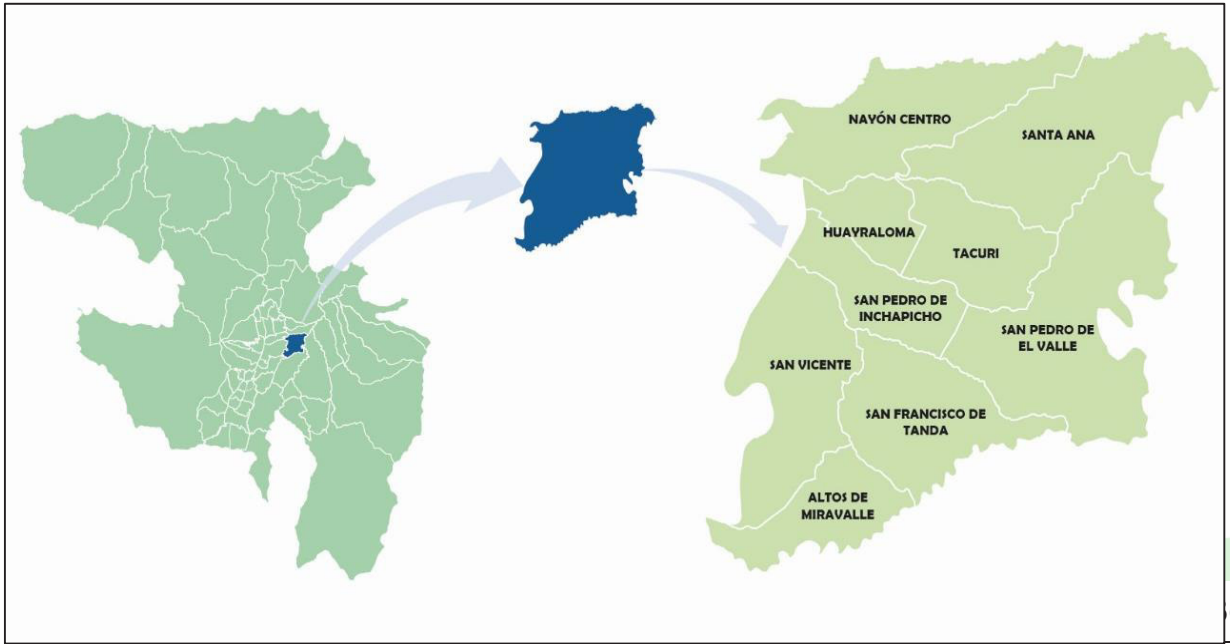 NAYÓN CENTRO
SANTA ANA
HUAYRALOMA
TACURI
SAN PEDRO DE
INCHAPICHO
SAN PEDRO DE
EL VALLE
SAN VICENTE
SAN FRANCISCO DE
TANDA
ALTOS DE
MIRAVALLE